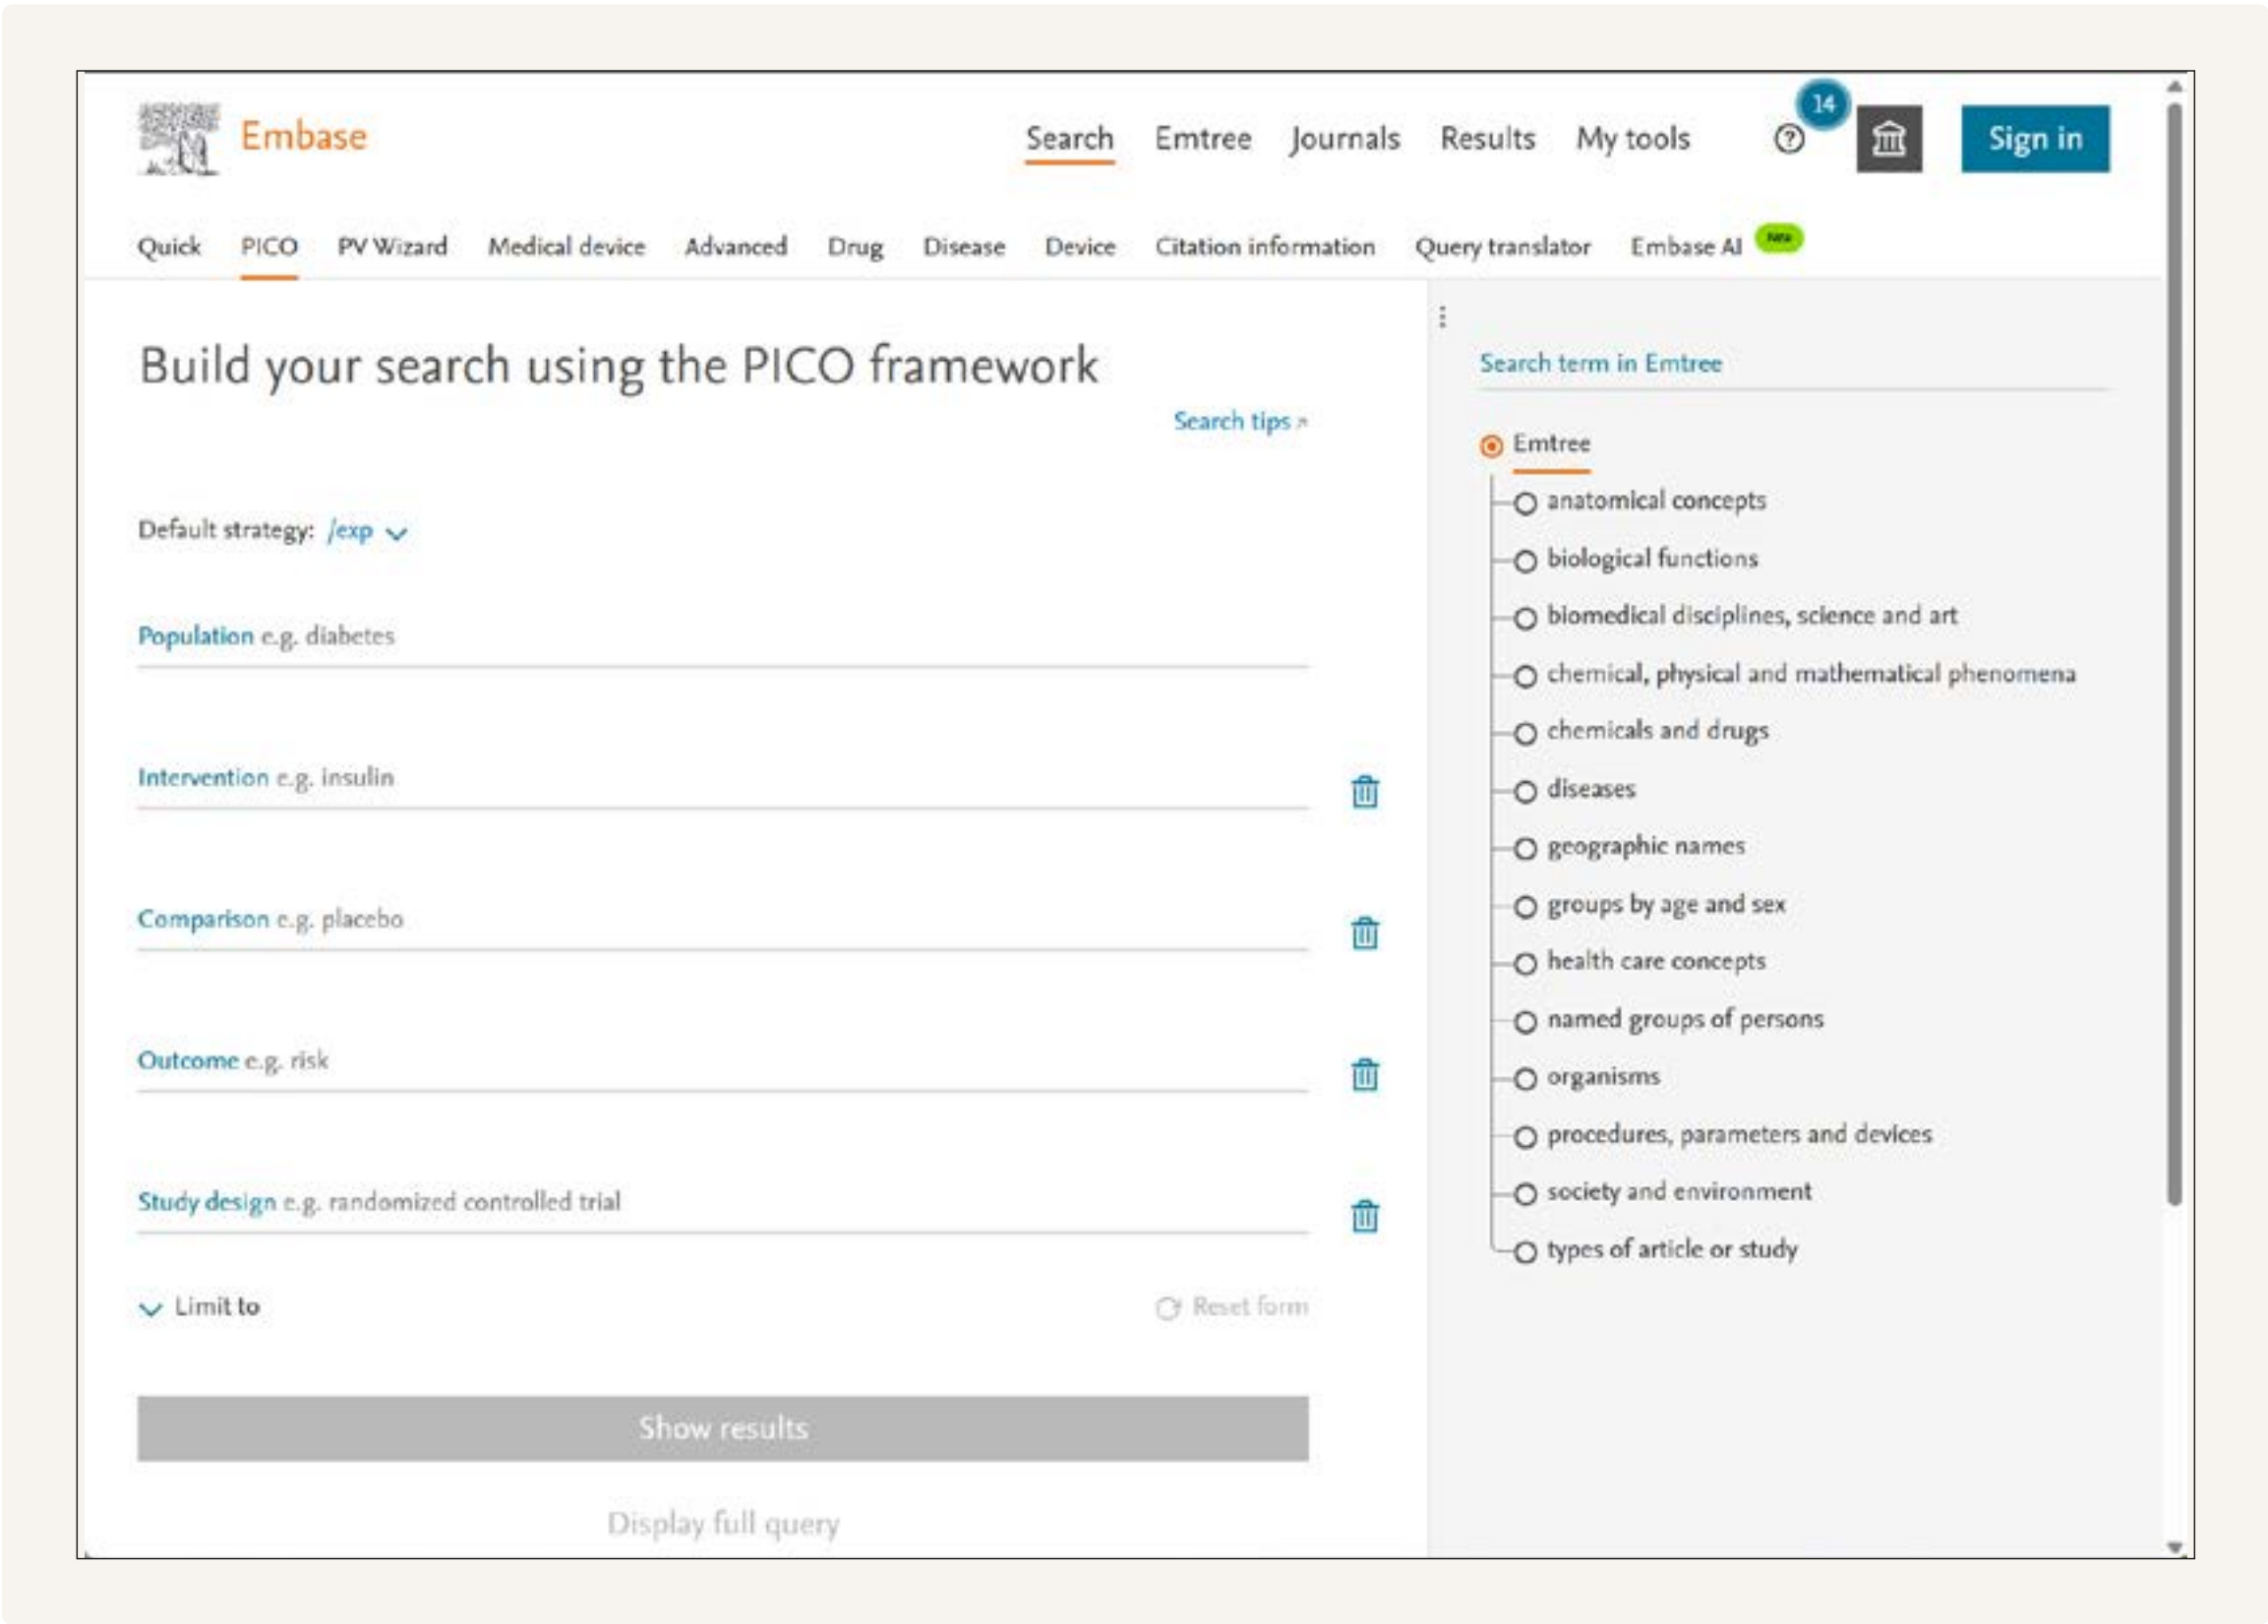 Embase
Search Emtree Journals Results My tools 14 Sign in
Quick PICO PV Wizard Medical device Advanced Drug Disease Device Citation information Query translator Embase AI New
Build your search using the PICO framework
Search tips
Default strategy: /exp
Population e.g. diabetes
Intervention e.g. insulin
Comparison e.g. placebo
Outcome e.g. risk
Study design e.g. randomized controlled trial
Limit to
Reset form
Show results
Display full query
Search term in Emtree
Emtree
anatomical concepts
biological functions
biomedical disciplines, science and art
chemical, physical and mathematical phenomena
chemicals and drugs
diseases
geographic names
groups by age and sex
health care concepts
named groups of persons
organisms
procedures, parameters and devices
society and environment
types of article or study